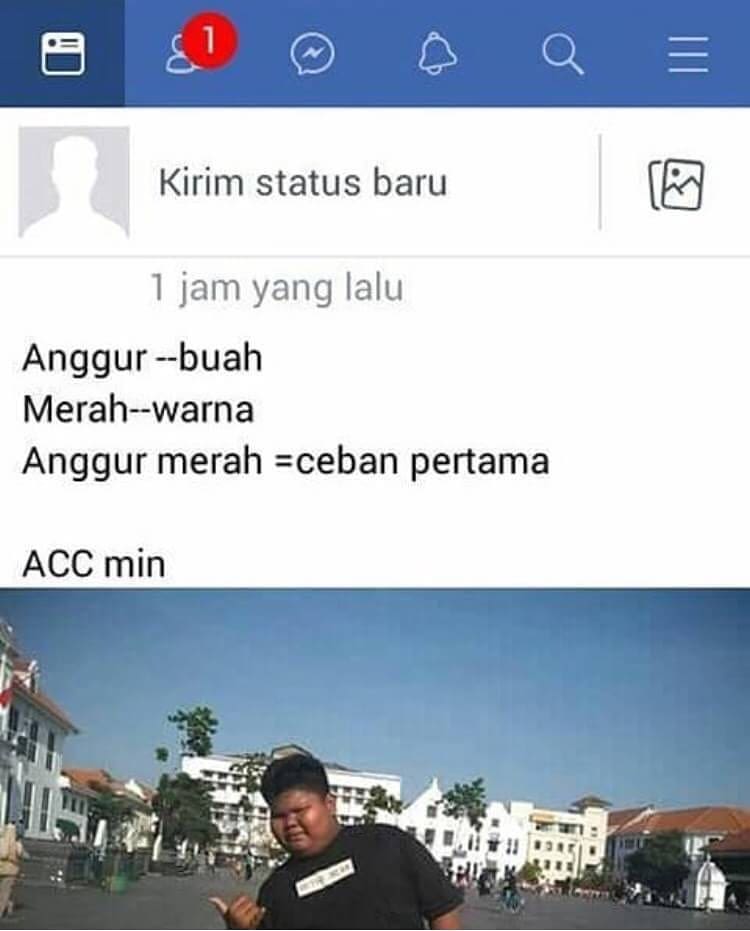 1
Kirim status baru
1 jam yang lalu
Anggur --buah
Merah--warna
Anggur merah =ceban pertama
ACC min